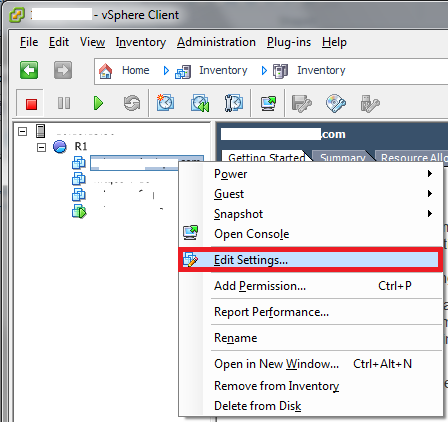 - vSphere Client
File Edit View Inventory Administration Plug-ins Help
Home Inventory Inventory
R1
.com
Getting Started Summary Resource Allo
Power
Guest
Snapshot
Open Console
Edit Settings...
Add Permission... Ctrl+P
Report Performance...
Rename
Open in New Window... Ctrl+Alt+N
Remove from Inventory
Delete from Disk